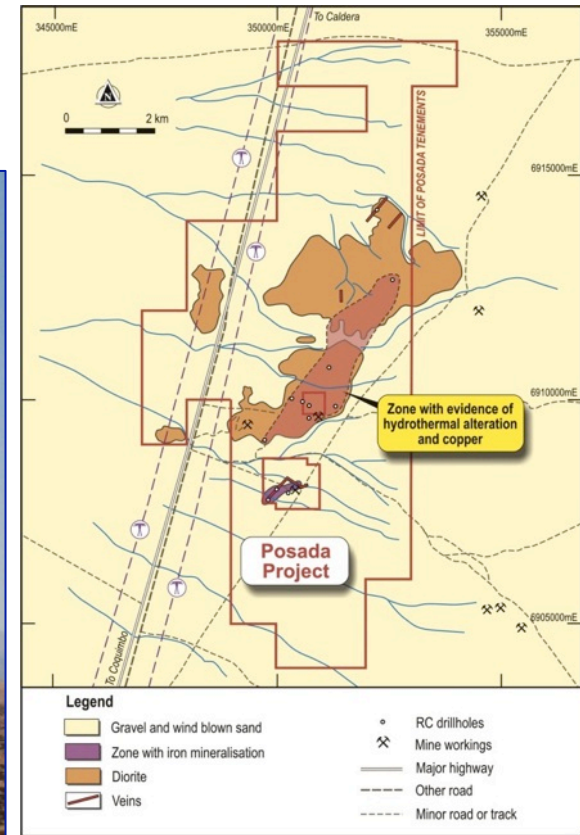 345000mE
350000mE
355000mE
To Caldera
N
0 2 km
LIMIT OF POSADA TENEMENTS
6915000mE
6910000mE
Zone with evidence of
hydrothermal alteration
and copper
Posada
Project
6905000mE
To Coquimbo
Legend
Gravel and wind blown sand
Zone with iron mineralisation
Diorite
Veins
RC drillholes
Mine workings
Major highway
Other road
Minor road or track